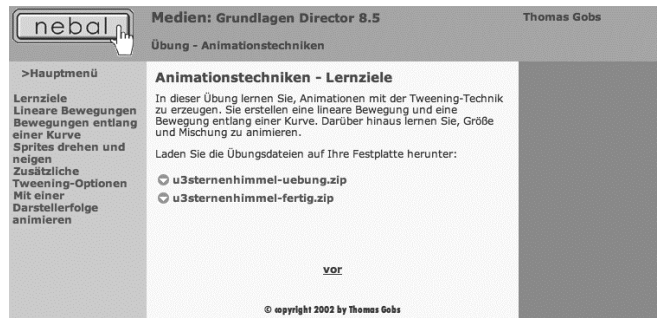 nebal
Medien: Grundlagen Director 8.5
Thomas Gobs
Übung - Animationstechniken
>Hauptmenü
Lernziele
Lineare Bewegungen
Bewegungen entlang
einer Kurve
Sprites drehen und
neigen
Zusätzliche
Tweening-Optionen
Mit einer
Darstellerfolge
animieren
Animationstechniken - Lernziele
In dieser Übung lernen Sie, Animationen mit der Tweening-Technik
zu erzeugen. Sie erstellen eine lineare Bewegung und eine
Bewegung entlang einer Kurve. Darüber hinaus lernen Sie, Größe
und Mischung zu animieren.
Laden Sie die Übungsdateien auf Ihre Festplatte herunter:
u3sternenhimmel-uebung.zip
u3sternenhimmel-fertig.zip
vor
© copyright 2002 by Thomas Gobs